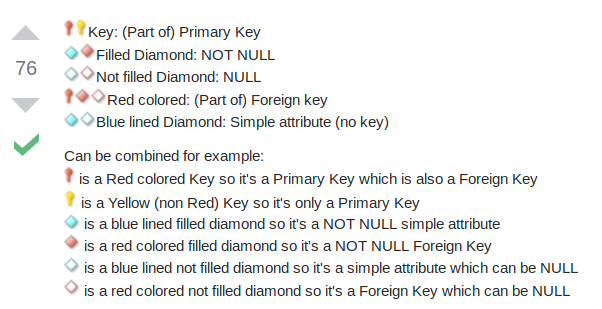 Key: (Part of) Primary Key
Filled Diamond: NOT NULL
76
Not filled Diamond: NULL
Red colored: (Part of) Foreign key
Blue lined Diamond: Simple attribute (no key)
Can be combined for example:
is a Red colored Key so it's a Primary Key which is also a Foreign Key
is a Yellow (non Red) Key so it's only a Primary Key
is a blue lined filled diamond so it's a NOT NULL simple attribute
is a red colored filled diamond so it's a NOT NULL Foreign Key
is a blue lined not filled diamond so it's a simple attribute which can be NULL
is a red colored not filled diamond so it's a Foreign Key which can be NULL